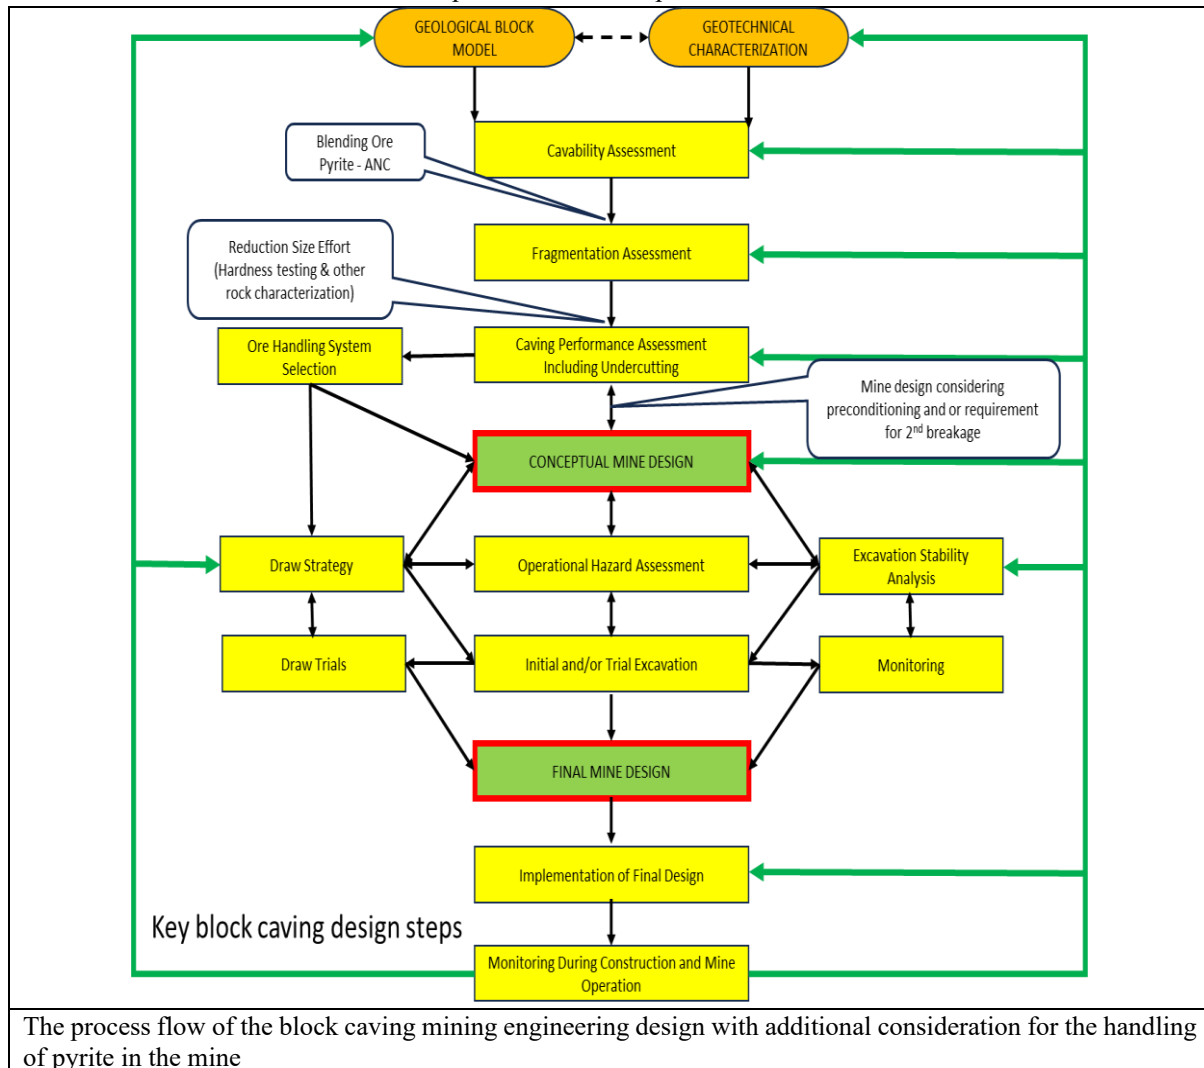 GEOLOGICAL BLOCK
MODEL
GEOTECHNICAL
CHARACTERIZATION
Blending Ore
Pyrite - ANC
Cavability Assessment
Reduction Size Effort
(Hardness testing & other
rock characterization)
Fragmentation Assessment
Ore Handling System
Selection
Caving Performance Assessment
Including Undercutting
Mine design considering
preconditioning and or requirement
for 2nd breakage
CONCEPTUAL MINE DESIGN
Draw Strategy
Operational Hazard Assessment
Excavation Stability
Analysis
Draw Trials
Initial and/or Trial Excavation
Monitoring
FINAL MINE DESIGN
Implementation of Final Design
Key block caving design steps
Monitoring During Construction and Mine
Operation
The process flow of the block caving mining engineering design with additional consideration for the handling
of pyrite in the mine